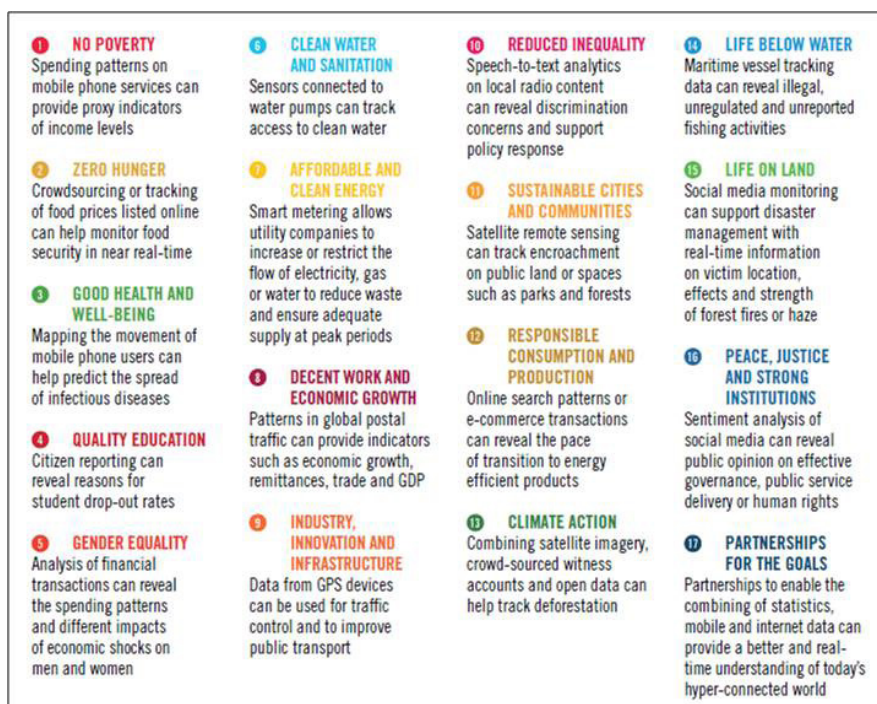 1 NO POVERTY
Spending patterns on
mobile phone services can
provide proxy indicators
of income levels
2 ZERO HUNGER
Crowdsourcing or tracking
of food prices listed online
can help monitor food
security in near real-time
3 GOOD HEALTH AND
WELL-BEING
Mapping the movement of
mobile phone users can
help predict the spread
of infectious diseases
4 QUALITY EDUCATION
Citizen reporting can
reveal reasons for
student drop-out rates
5 GENDER EQUALITY
Analysis of financial
transactions can reveal
the spending patterns
and different impacts
of economic shocks on
men and women
6 CLEAN WATER
AND SANITATION
Sensors connected to
water pumps can track
access to clean water
7 AFFORDABLE AND
CLEAN ENERGY
Smart metering allows
utility companies to
increase or restrict the
flow of electricity, gas
or water to reduce waste
and ensure adequate
supply at peak periods
8 DECENT WORK AND
ECONOMIC GROWTH
Patterns in global postal
traffic can provide indicators
such as economic growth,
remittances, trade and GDP
9 INDUSTRY,
INNOVATION AND
INFRASTRUCTURE
Data from GPS devices
can be used for traffic
control and to improve
public transport
10 REDUCED INEQUALITY
Speech-to-text analytics
on local radio content
can reveal discrimination
concerns and support
policy response
11 SUSTAINABLE CITIES
AND COMMUNITIES
Satellite remote sensing
can track encroachment
on public land or spaces
such as parks and forests
12 RESPONSIBLE
CONSUMPTION AND
PRODUCTION
Online search patterns or
e-commerce transactions
can reveal the pace
of transition to energy
efficient products
13 CLIMATE ACTION
Combining satellite imagery,
crowd-sourced witness
accounts and open data can
help track deforestation
14 LIFE BELOW WATER
Maritime vessel tracking
data can reveal illegal,
unregulated and unreported
fishing activities
15 LIFE ON LAND
Social media monitoring
can support disaster
management with
real-time information
on victim location,
effects and strength
of forest fires or haze
16 PEACE, JUSTICE
AND STRONG
INSTITUTIONS
Sentiment analysis of
social media can reveal
public opinion on effective
governance, public service
delivery or human rights
17 PARTNERSHIPS
FOR THE GOALS
Partnerships to enable the
combining of statistics,
mobile and internet data can
provide a better and real-
time understanding of today's
hyper-connected world